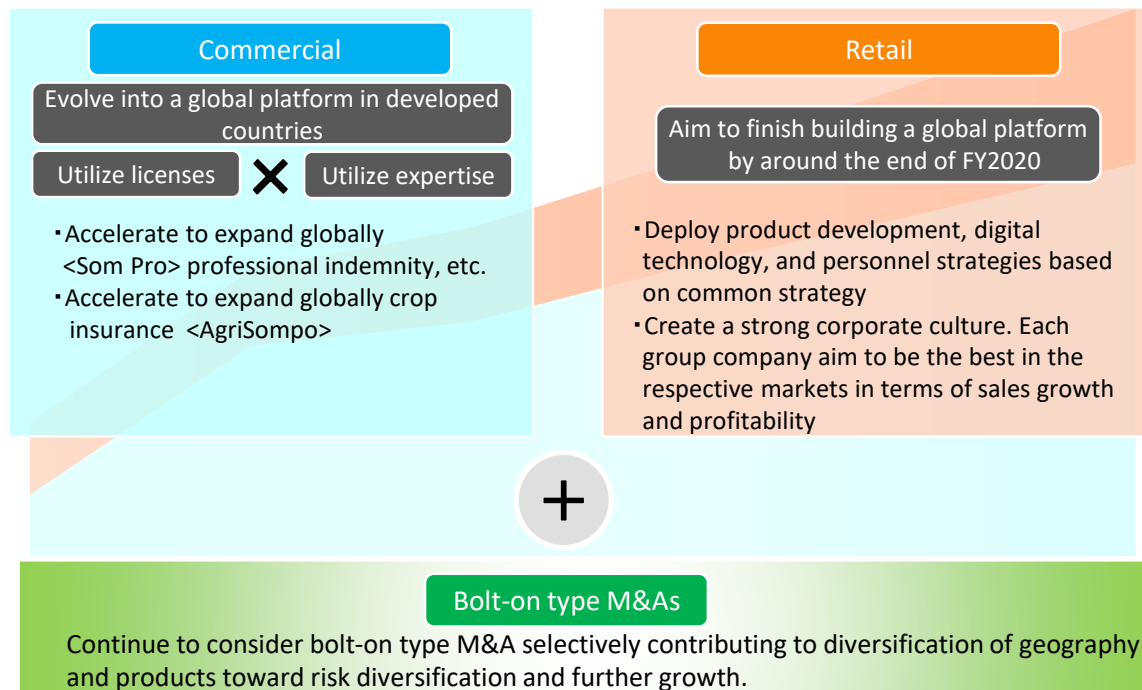 Commercial
Evolve into a global platform in developed
countries
Utilize licenses
×
Utilize expertise
・Accelerate to expand globally
<Som Pro> professional indemnity, etc.
・Accelerate to expand globally crop
insurance <AgriSompo>
Retail
Aim to finish building a global platform
by around the end of FY2020
・Deploy product development, digital
technology, and personnel strategies based
on common strategy
・Create a strong corporate culture. Each
group company aim to be the best in the
respective markets in terms of sales growth
and profitability
+
Bolt-on type M&As
Continue to consider bolt-on type M&A selectively contributing to diversification of geography
and products toward risk diversification and further growth.